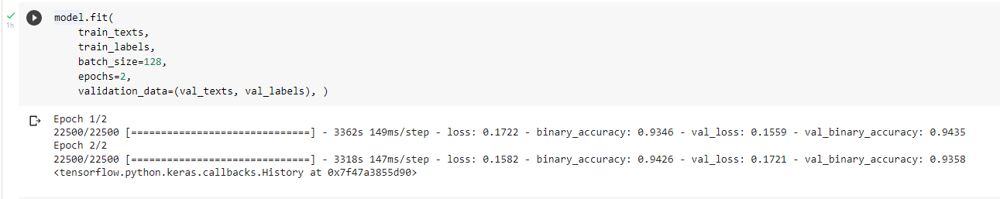 model.fit(
1h
train_texts,
train_labels,
batch_size=128,
epochs=2,
validation_data=(val_texts, val_labels), )
Epoch 1/2
22500/22500 [==============================] - 3362s 149ms/step - loss: 0.1722 - binary_accuracy: 0.9346 - val_loss: 0.1559 - val_binary_accuracy: 0.9435
Epoch 2/2
22500/22500 [==============================] - 3318s 147ms/step - loss: 0.1582 - binary_accuracy: 0.9426 - val_loss: 0.1721 - val_binary_accuracy: 0.9358
<tensorflow.python.keras.callbacks.History at 0x7f47a3855d90>